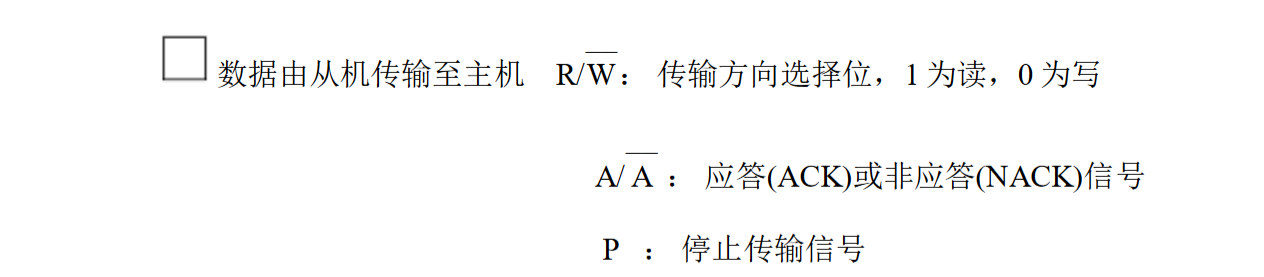 数据由从机传输至主机 R/W̅： 传输方向选择位，1 为读，0 为写
A/A̅ ： 应答(ACK)或非应答(NACK)信号
P ： 停止传输信号